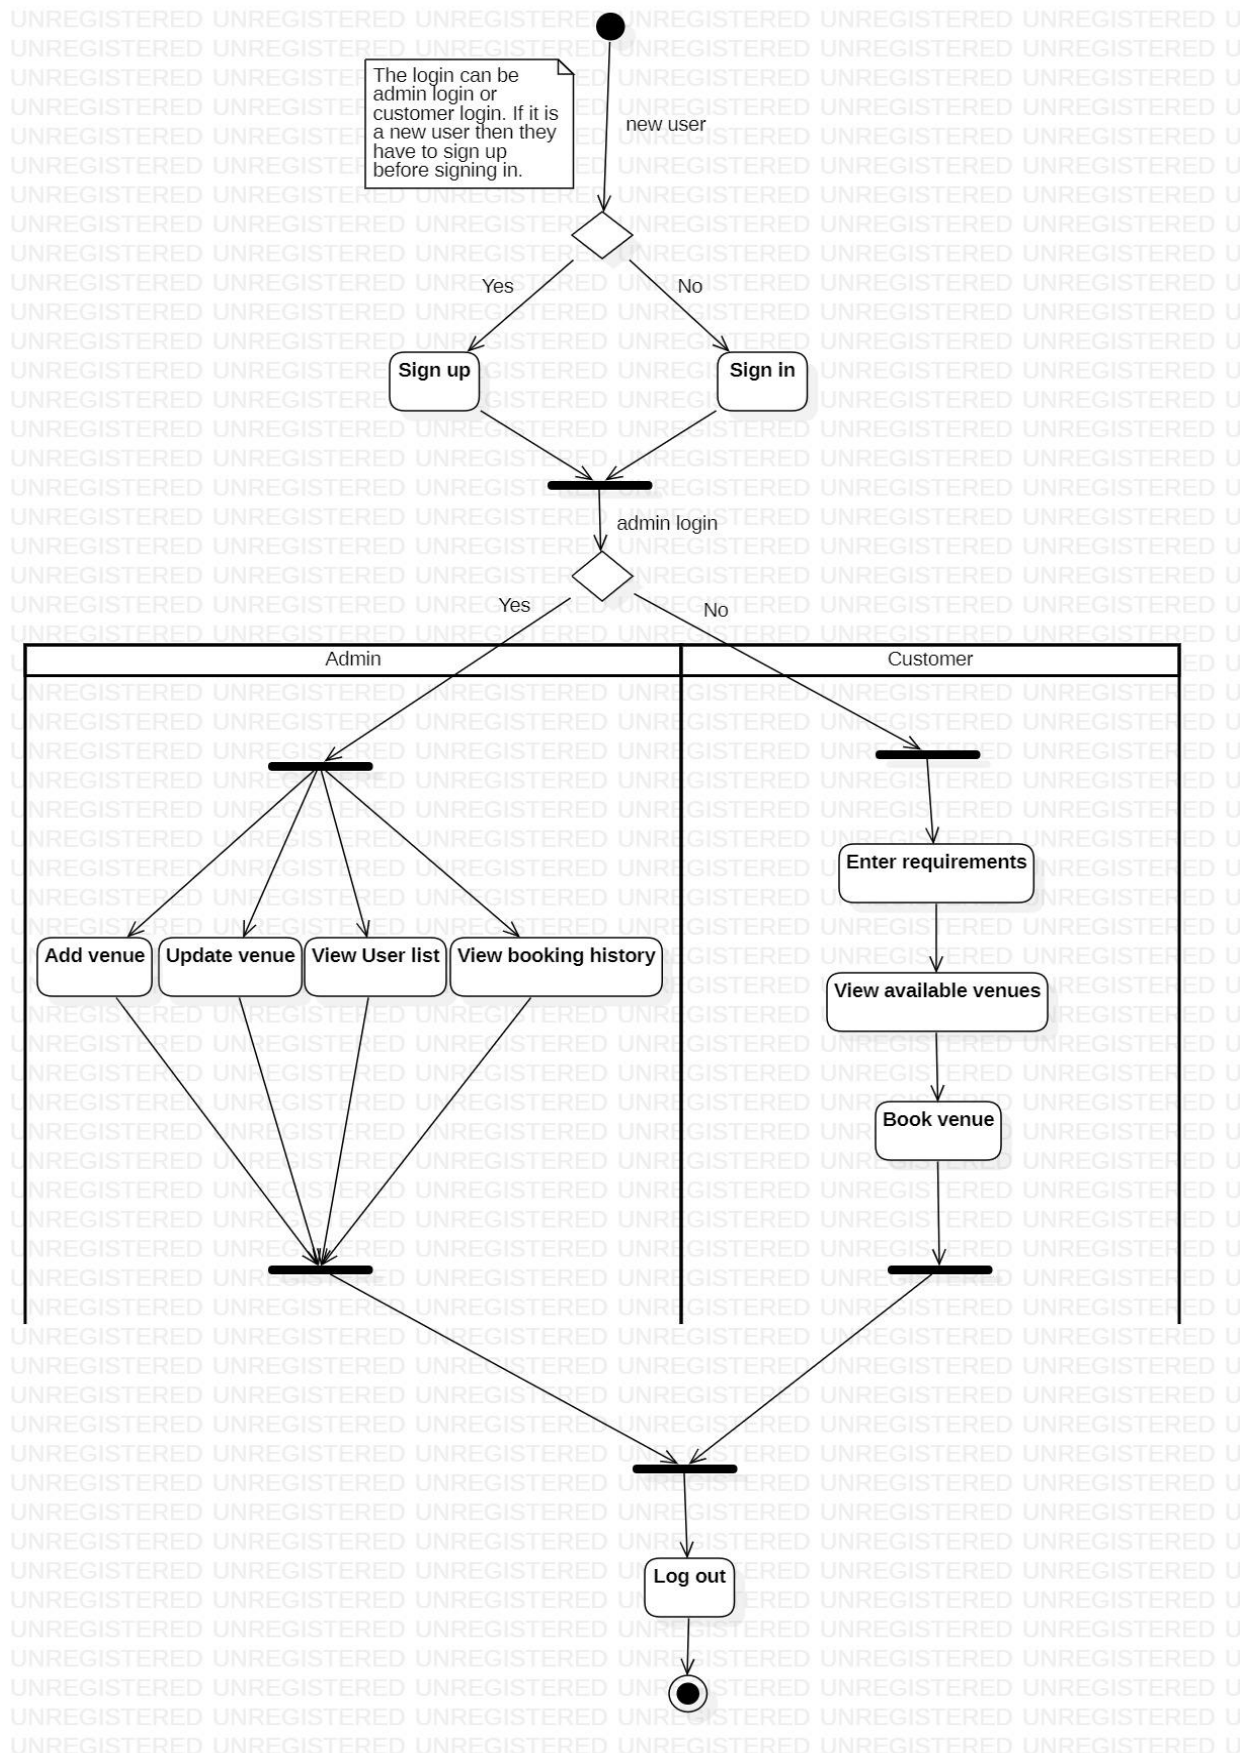 The login can be
admin login or
customer login. If it is
a new user then they
have to sign up
before signing in.
new user
Yes
No
Sign up
Sign in
admin login
Yes
No
Admin
Customer
Enter requirements
Add venue
Update venue
View User list
View booking history
View available venues
Book venue
Log out
UNREGISTERED